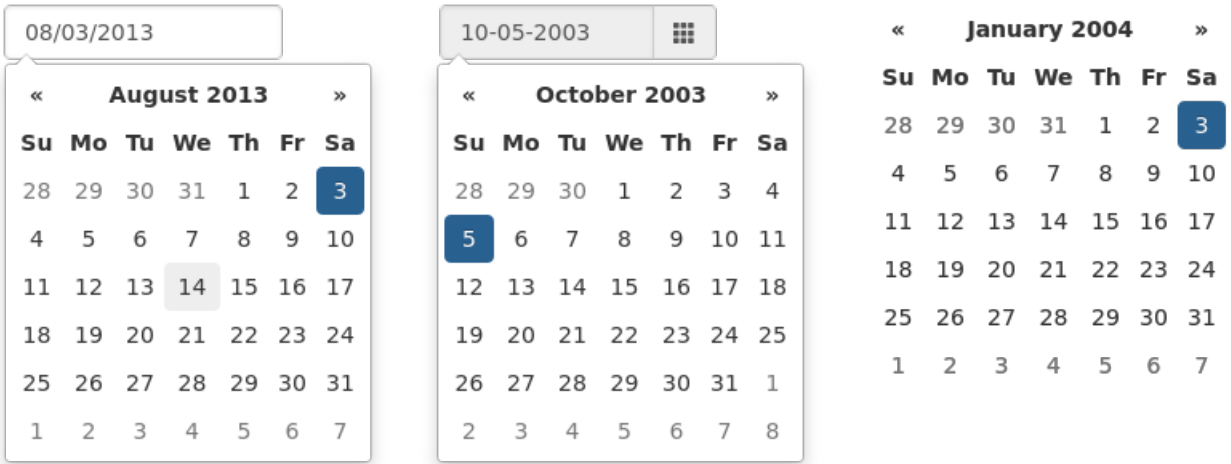 08/03/2013
« August 2013 »
Su Mo Tu We Th Fr Sa
28 29 30 31 1 2 3
4 5 6 7 8 9 10
11 12 13 14 15 16 17
18 19 20 21 22 23 24
25 26 27 28 29 30 31
1 2 3 4 5 6 7
10-05-2003
« October 2003 »
Su Mo Tu We Th Fr Sa
28 29 30 1 2 3 4
5 6 7 8 9 10 11
12 13 14 15 16 17 18
19 20 21 22 23 24 25
26 27 28 29 30 31 1
2 3 4 5 6 7 8
« January 2004 »
Su Mo Tu We Th Fr Sa
28 29 30 31 1 2 3
4 5 6 7 8 9 10
11 12 13 14 15 16 17
18 19 20 21 22 23 24
25 26 27 28 29 30 31
1 2 3 4 5 6 7